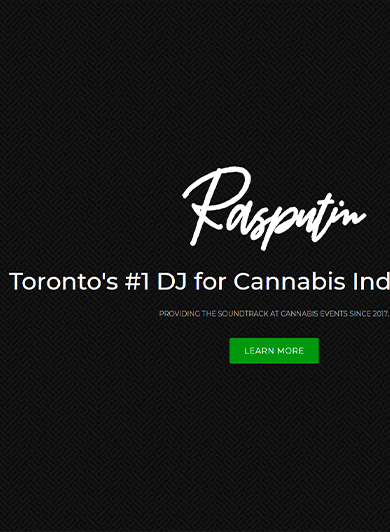 Rasputin
Toronto's #1 DJ for Cannabis Ind
PROVIDING THE SOUNDTRACK AT CANNABIS EVENTS SINCE 2017.
LEARN MORE